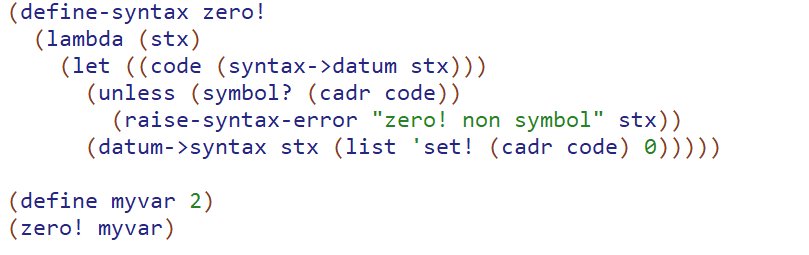 (define-syntax zero!
  (lambda (stx)
    (let ((code (syntax->datum stx)))
      (unless (symbol? (cadr code))
        (raise-syntax-error "zero! non symbol" stx))
      (datum->syntax stx (list 'set! (cadr code) 0)))))

(define myvar 2)
(zero! myvar)